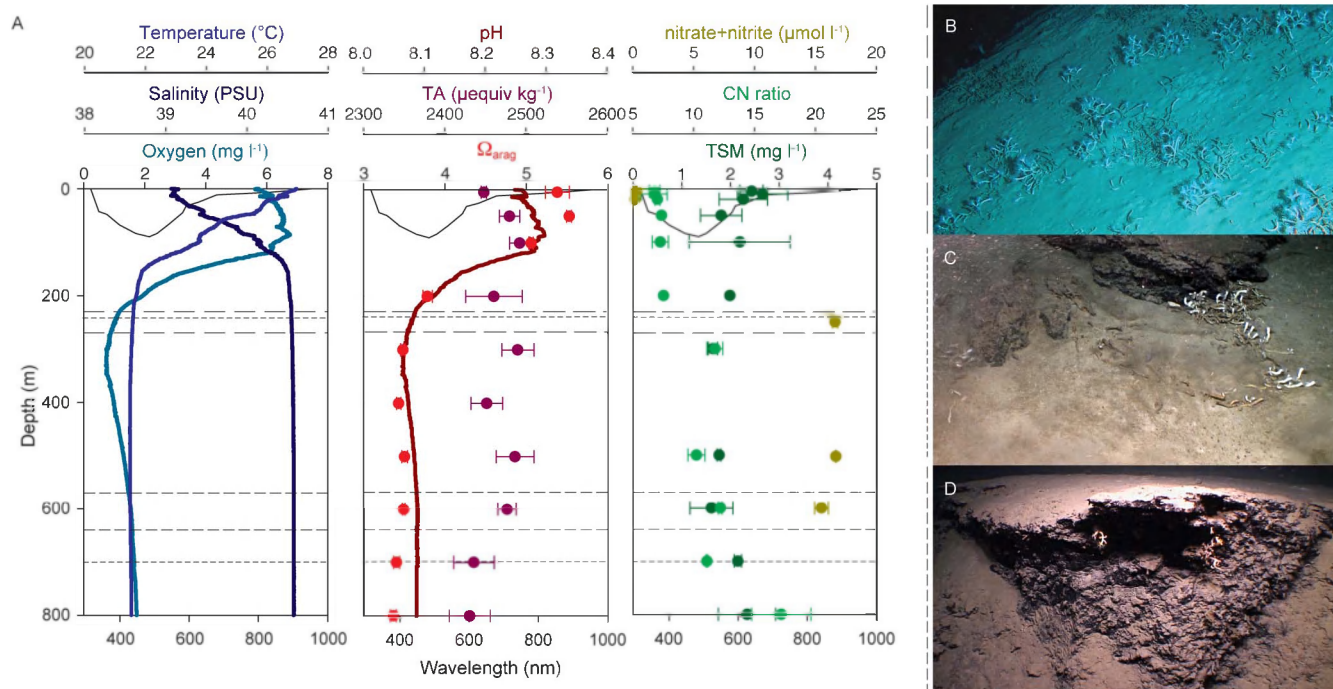 A
Temperature (°C)
20 22 24 26 28
Salinity (PSU)
38 39 40 41
Oxygen (mg l⁻¹)
0 2 4 6 8
pH
8.0 8.1 8.2 8.3 8.4
TA (µequiv kg⁻¹)
2300 2400 2500 2600
Ωarag
3 4 5 6
nitrate+nitrite (µmol l⁻¹)
0 5 10 15 20
CN ratio
5 10 15 20 25
TSM (mg l⁻¹)
0 1 2 3 4 5
Depth (m)
0
200
400
600
800
400 600 800 1000
400 600 800 1000
400 600 800 1000
Wavelength (nm)
B
C
D